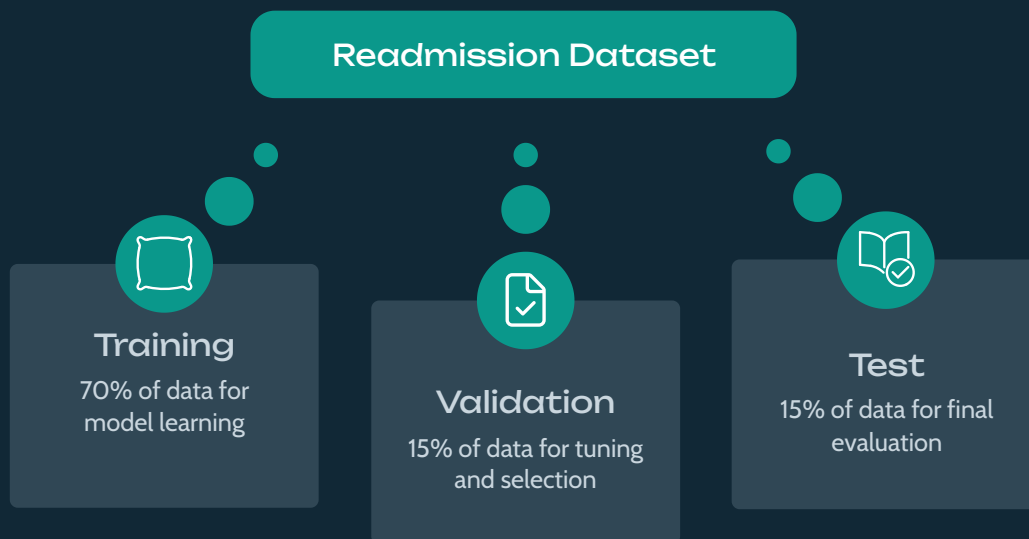 Readmission Dataset
Training
70% of data for
model learning
Validation
15% of data for tuning
and selection
Test
15% of data for final
evaluation